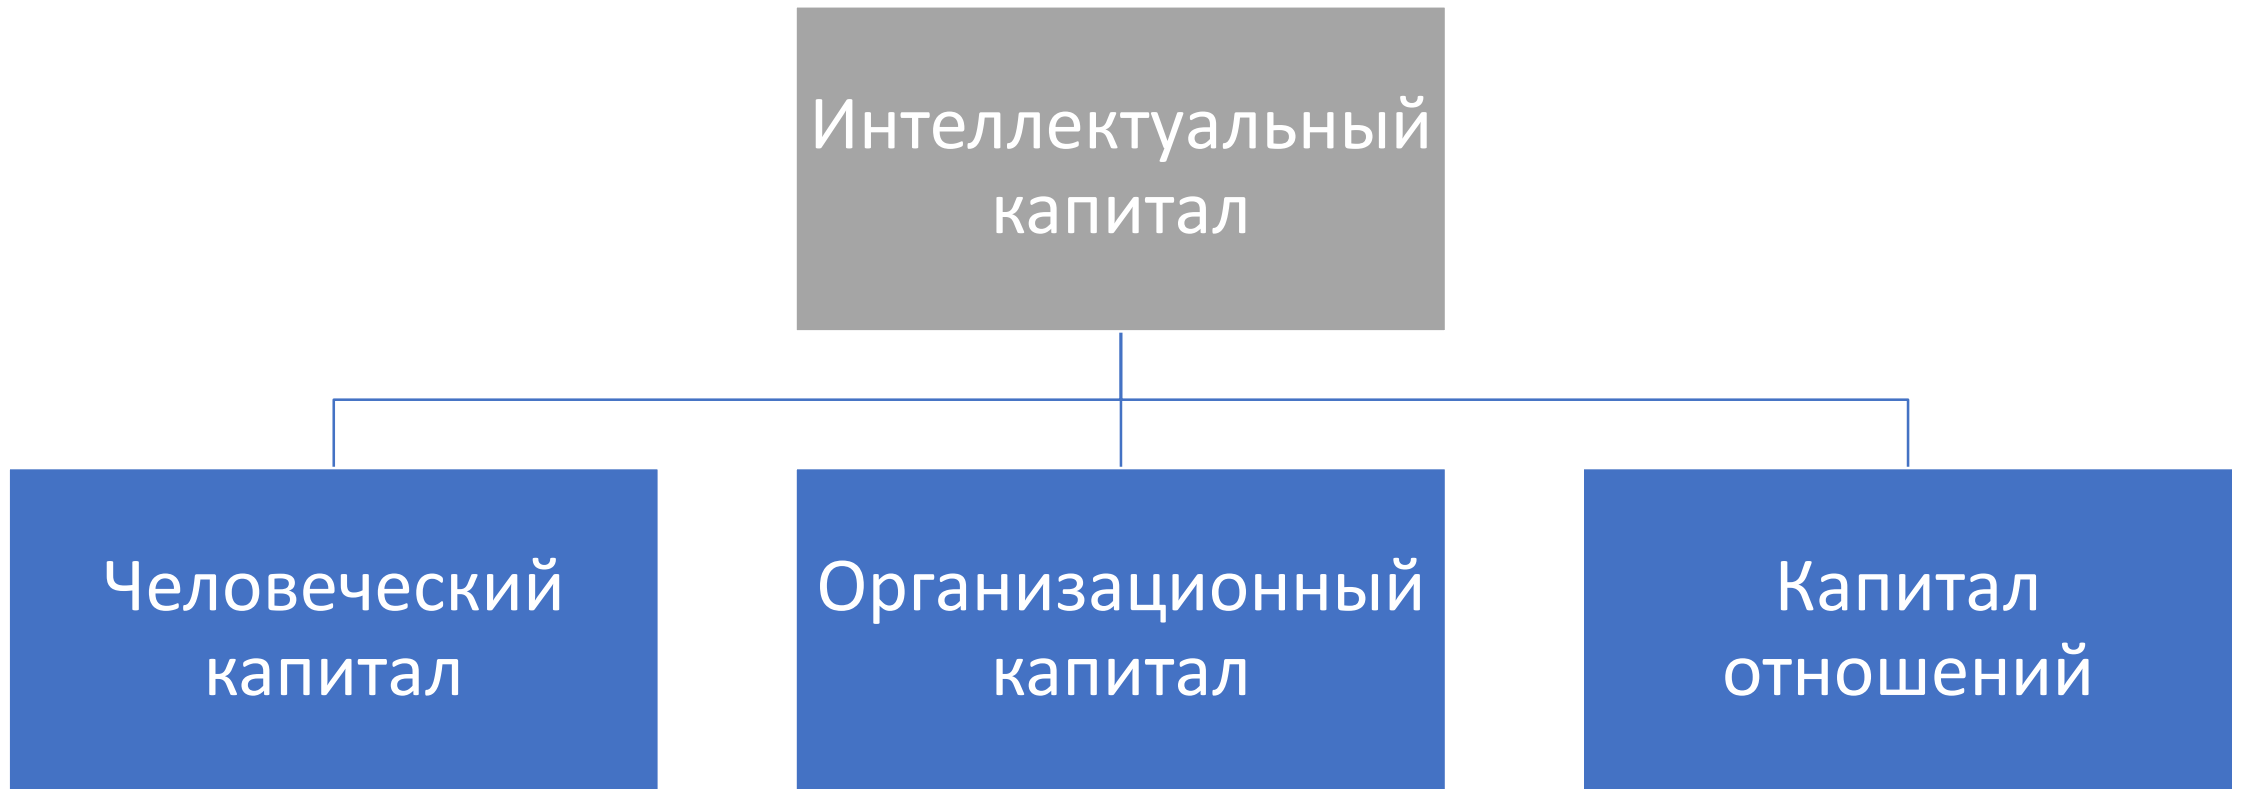 Интеллектуальный
капитал
Человеческий
капитал
Организационный
капитал
Капитал
отношений